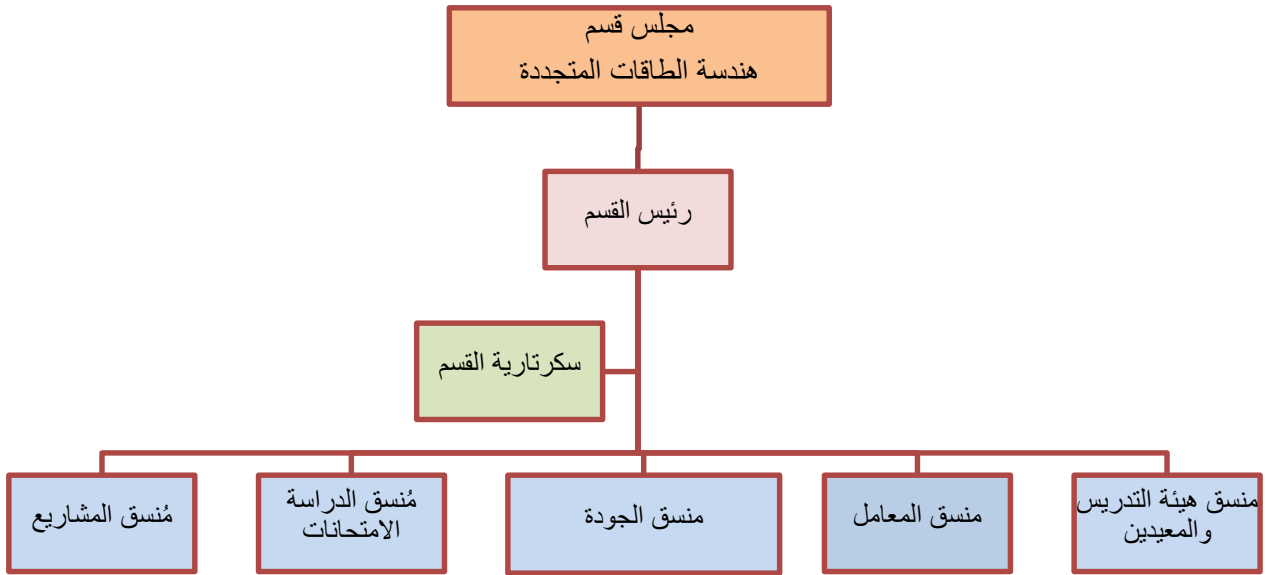 مجلس قسم
هندسة الطاقات المتجددة
رئيس القسم
سكرتارية القسم
منسق هيئة التدريس
والمعيدين
منسق المعامل
منسق الجودة
مُنسق الدراسة
الامتحانات
مُنسق المشاريع